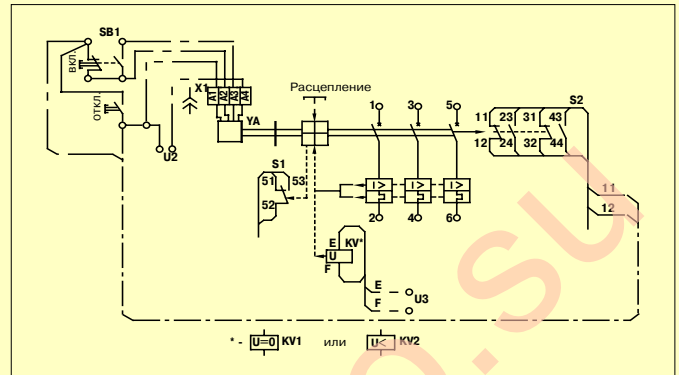 SB1
ВКЛ.
ОТКЛ.
X1
A1 A2 A3 A4
YA
U2
Расцепление
1 3 5
I> I> I>
2 4 6
S1
51 53
52
E KV*
U
F
E
F
U3
S2
11 23 31 43
12 24 32 44
11
12
* - U=0 KV1 или U< KV2
.su